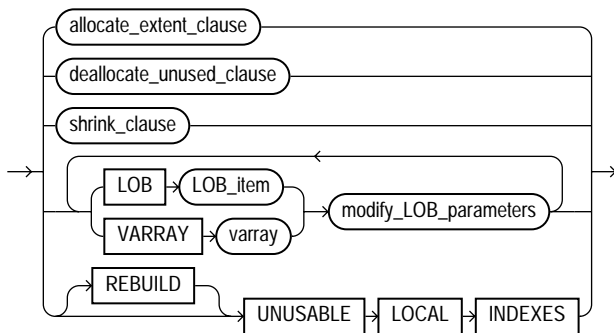 allocate_extent_clause
deallocate_unused_clause
shrink_clause
LOB LOB_item
modify_LOB_parameters
VARRAY varray
REBUILD
UNUSABLE LOCAL INDEXES